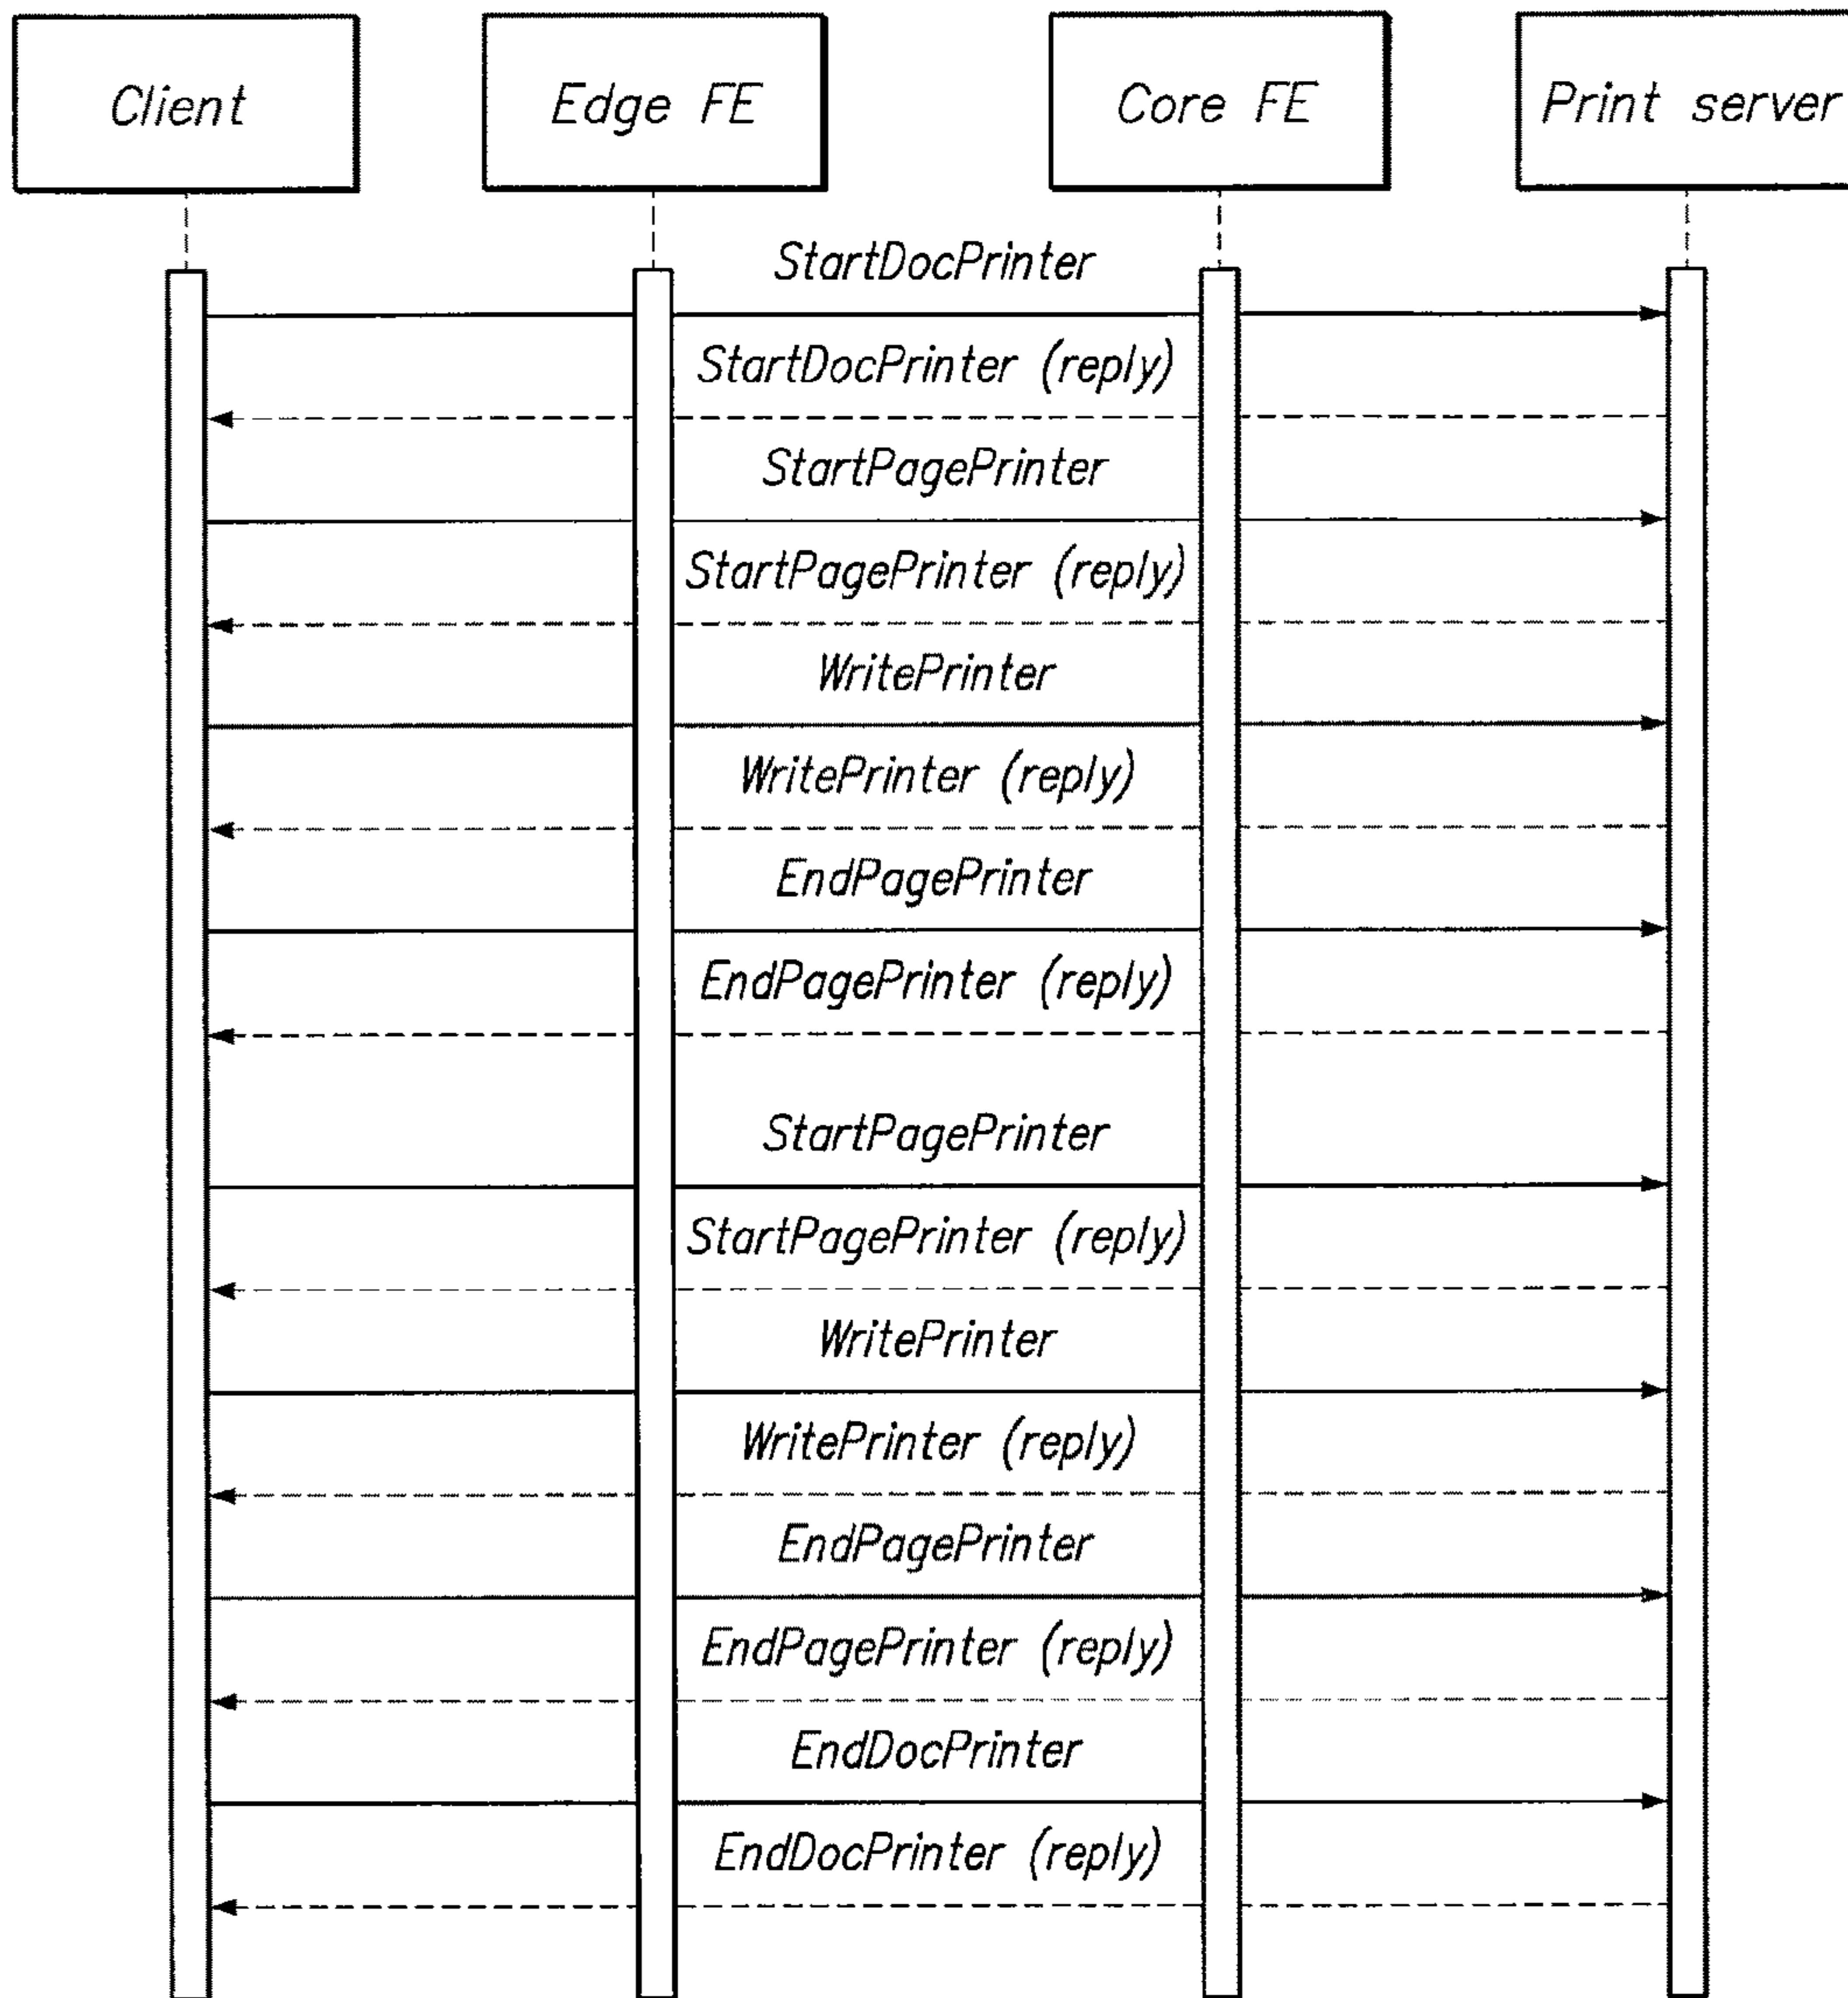 Client
Edge FE
Core FE
Print server
StartDocPrinter
StartDocPrinter (reply)
StartPagePrinter
StartPagePrinter (reply)
WritePrinter
WritePrinter (reply)
EndPagePrinter
EndPagePrinter (reply)
StartPagePrinter
StartPagePrinter (reply)
WritePrinter
WritePrinter (reply)
EndPagePrinter
EndPagePrinter (reply)
EndDocPrinter
EndDocPrinter (reply)